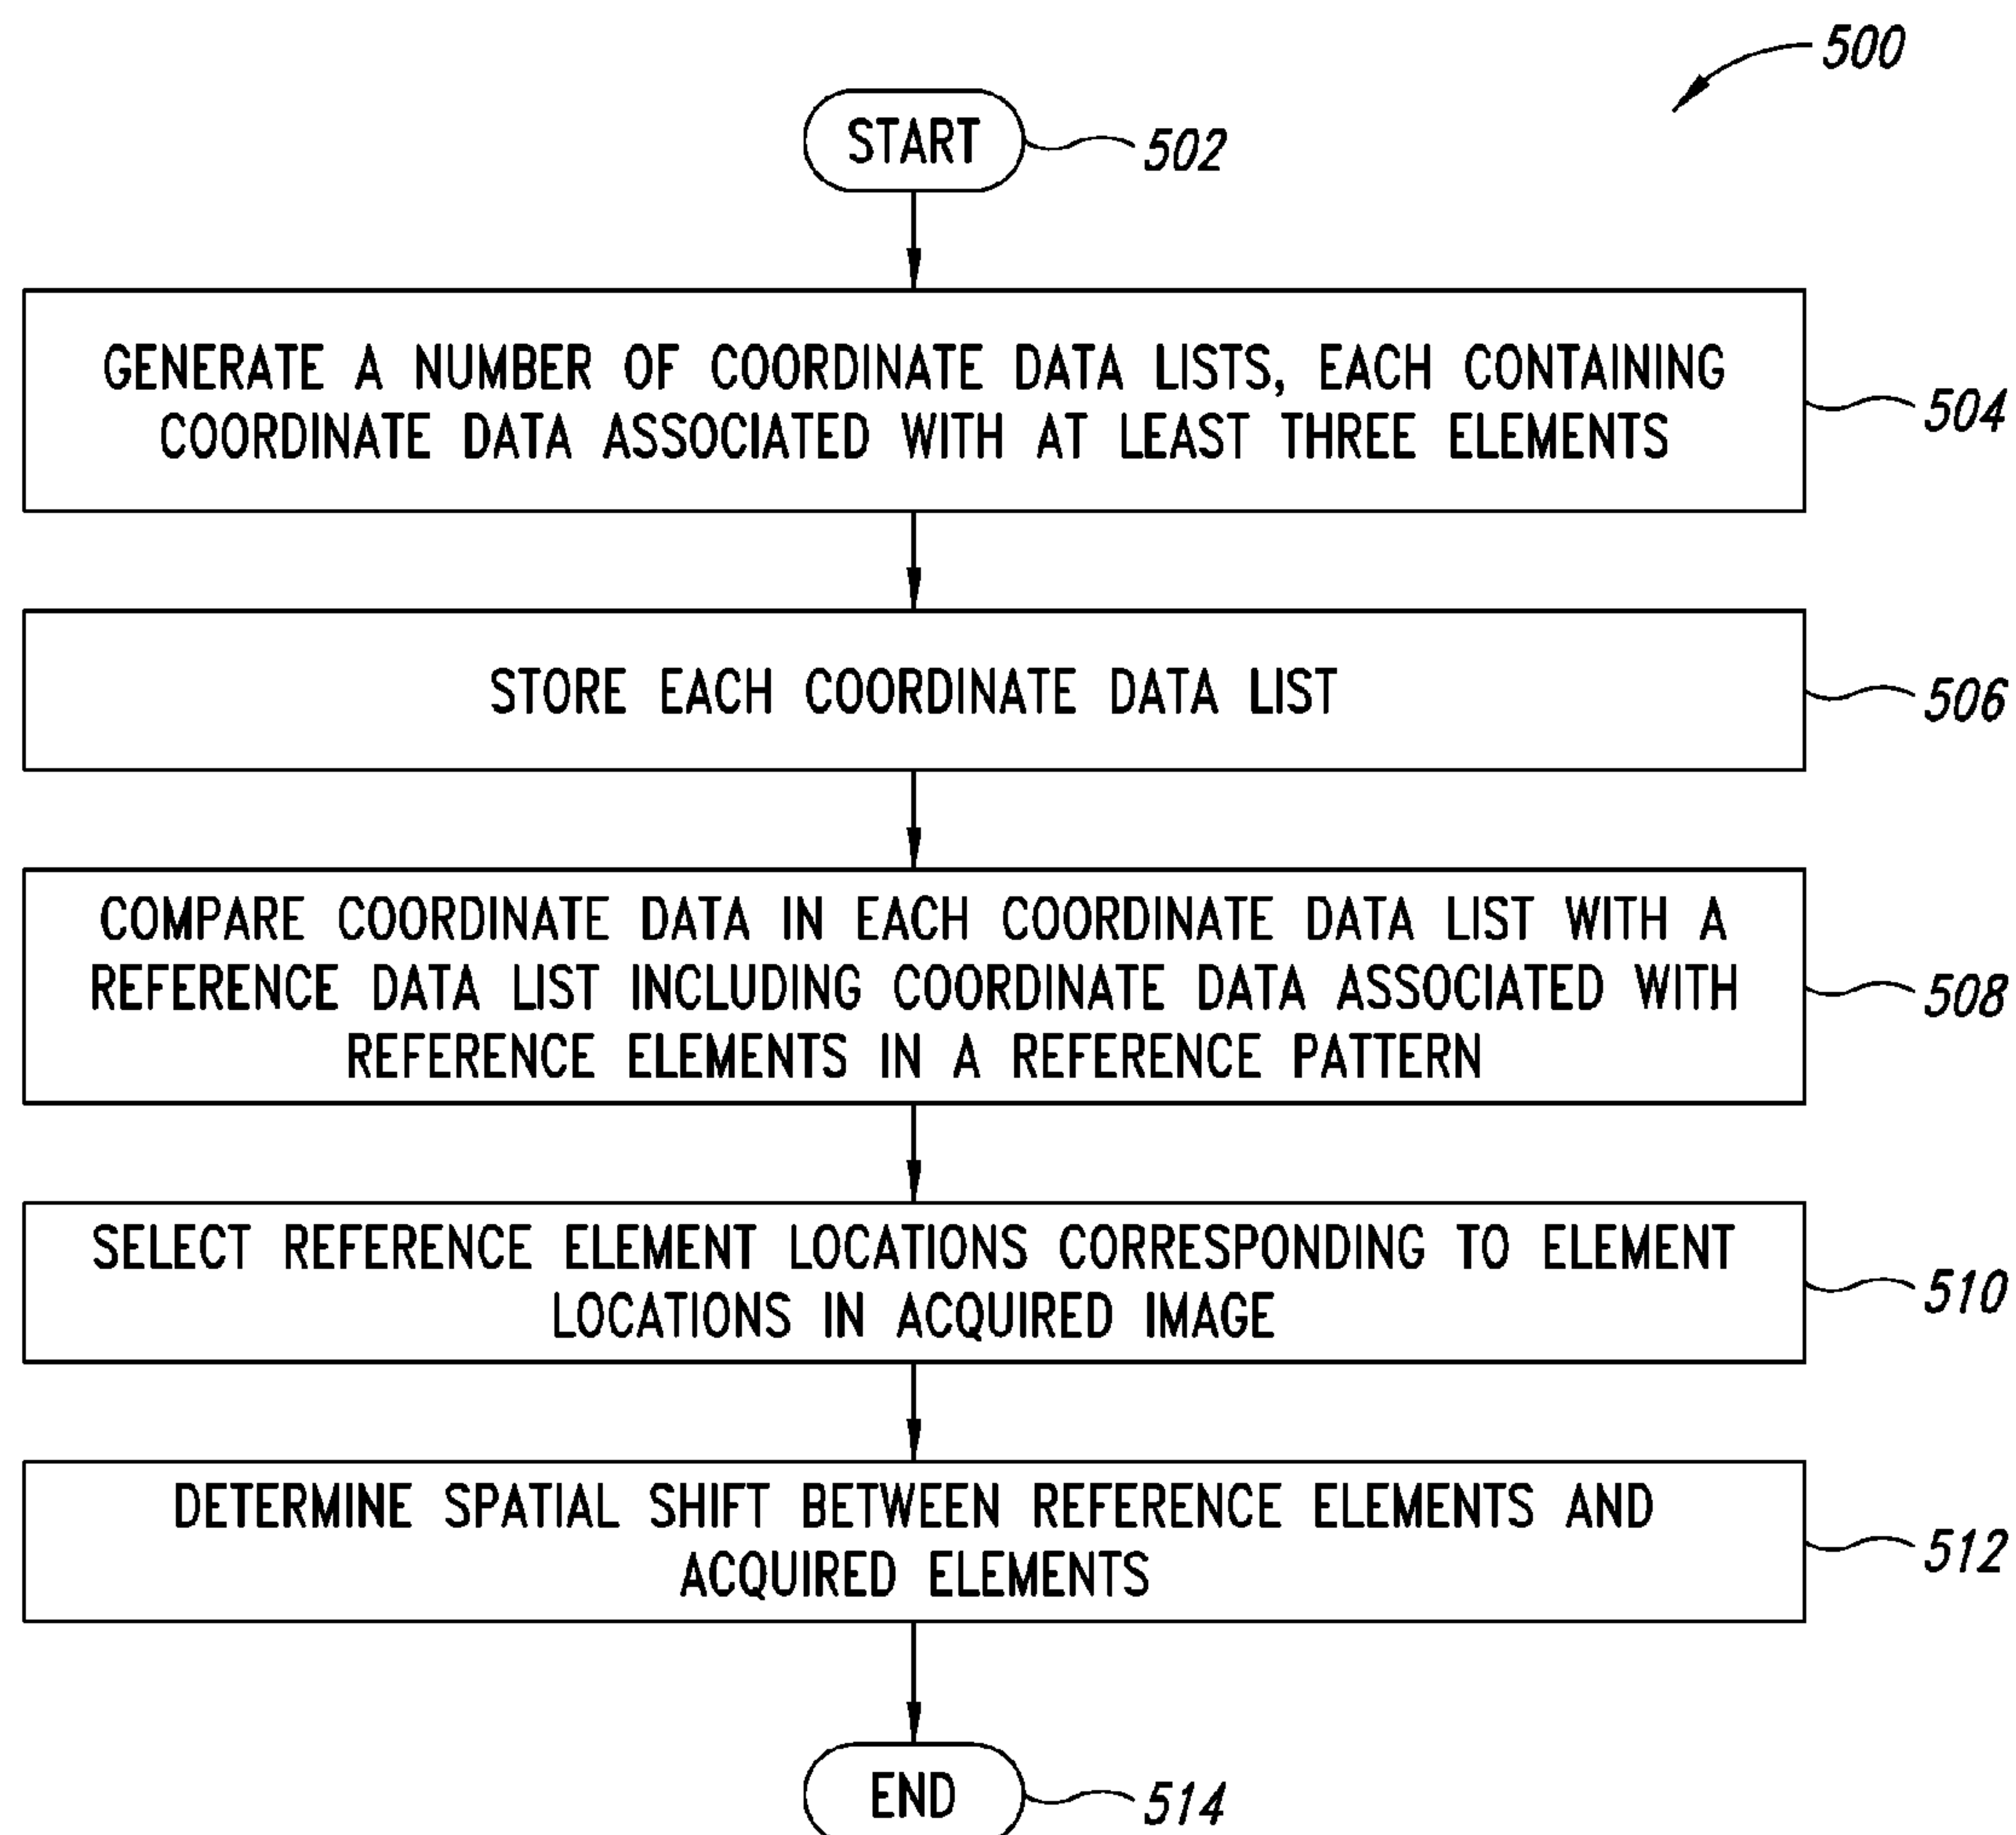 500
START
502
GENERATE A NUMBER OF COORDINATE DATA LISTS, EACH CONTAINING
COORDINATE DATA ASSOCIATED WITH AT LEAST THREE ELEMENTS
504
STORE EACH COORDINATE DATA LIST
506
COMPARE COORDINATE DATA IN EACH COORDINATE DATA LIST WITH A
REFERENCE DATA LIST INCLUDING COORDINATE DATA ASSOCIATED WITH
REFERENCE ELEMENTS IN A REFERENCE PATTERN
508
SELECT REFERENCE ELEMENT LOCATIONS CORRESPONDING TO ELEMENT
LOCATIONS IN ACQUIRED IMAGE
510
DETERMINE SPATIAL SHIFT BETWEEN REFERENCE ELEMENTS AND
ACQUIRED ELEMENTS
512
END
514